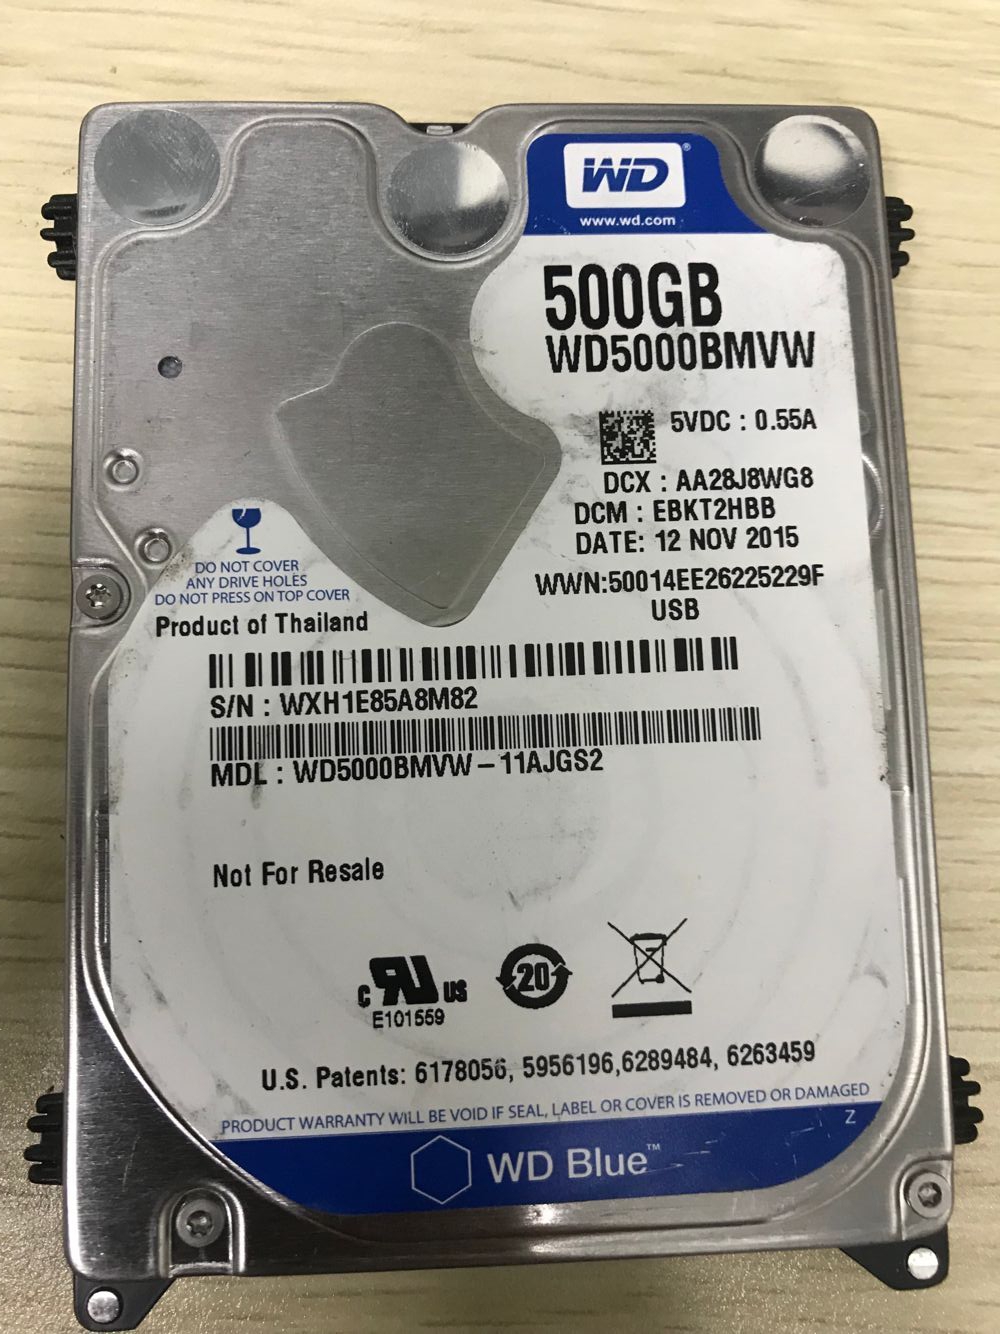 WD®
www.wd.com
500GB
WD5000BMVW
5VDC : 0.55A
DCX : AA28J8WG8
DCM : EBKT2HBB
DATE: 12 NOV 2015
WWN:50014EE26225229F
USB
DO NOT COVER
ANY DRIVE HOLES
DO NOT PRESS ON TOP COVER
Product of Thailand
S/N : WXH1E85A8M82
MDL : WD5000BMVW – 11AJGS2
Not For Resale
c RU US
E101559
20
U.S. Patents: 6178056, 5956196,6289484, 6263459
PRODUCT WARRANTY WILL BE VOID IF SEAL, LABEL OR COVER IS REMOVED OR DAMAGED
Z
WD Blue™